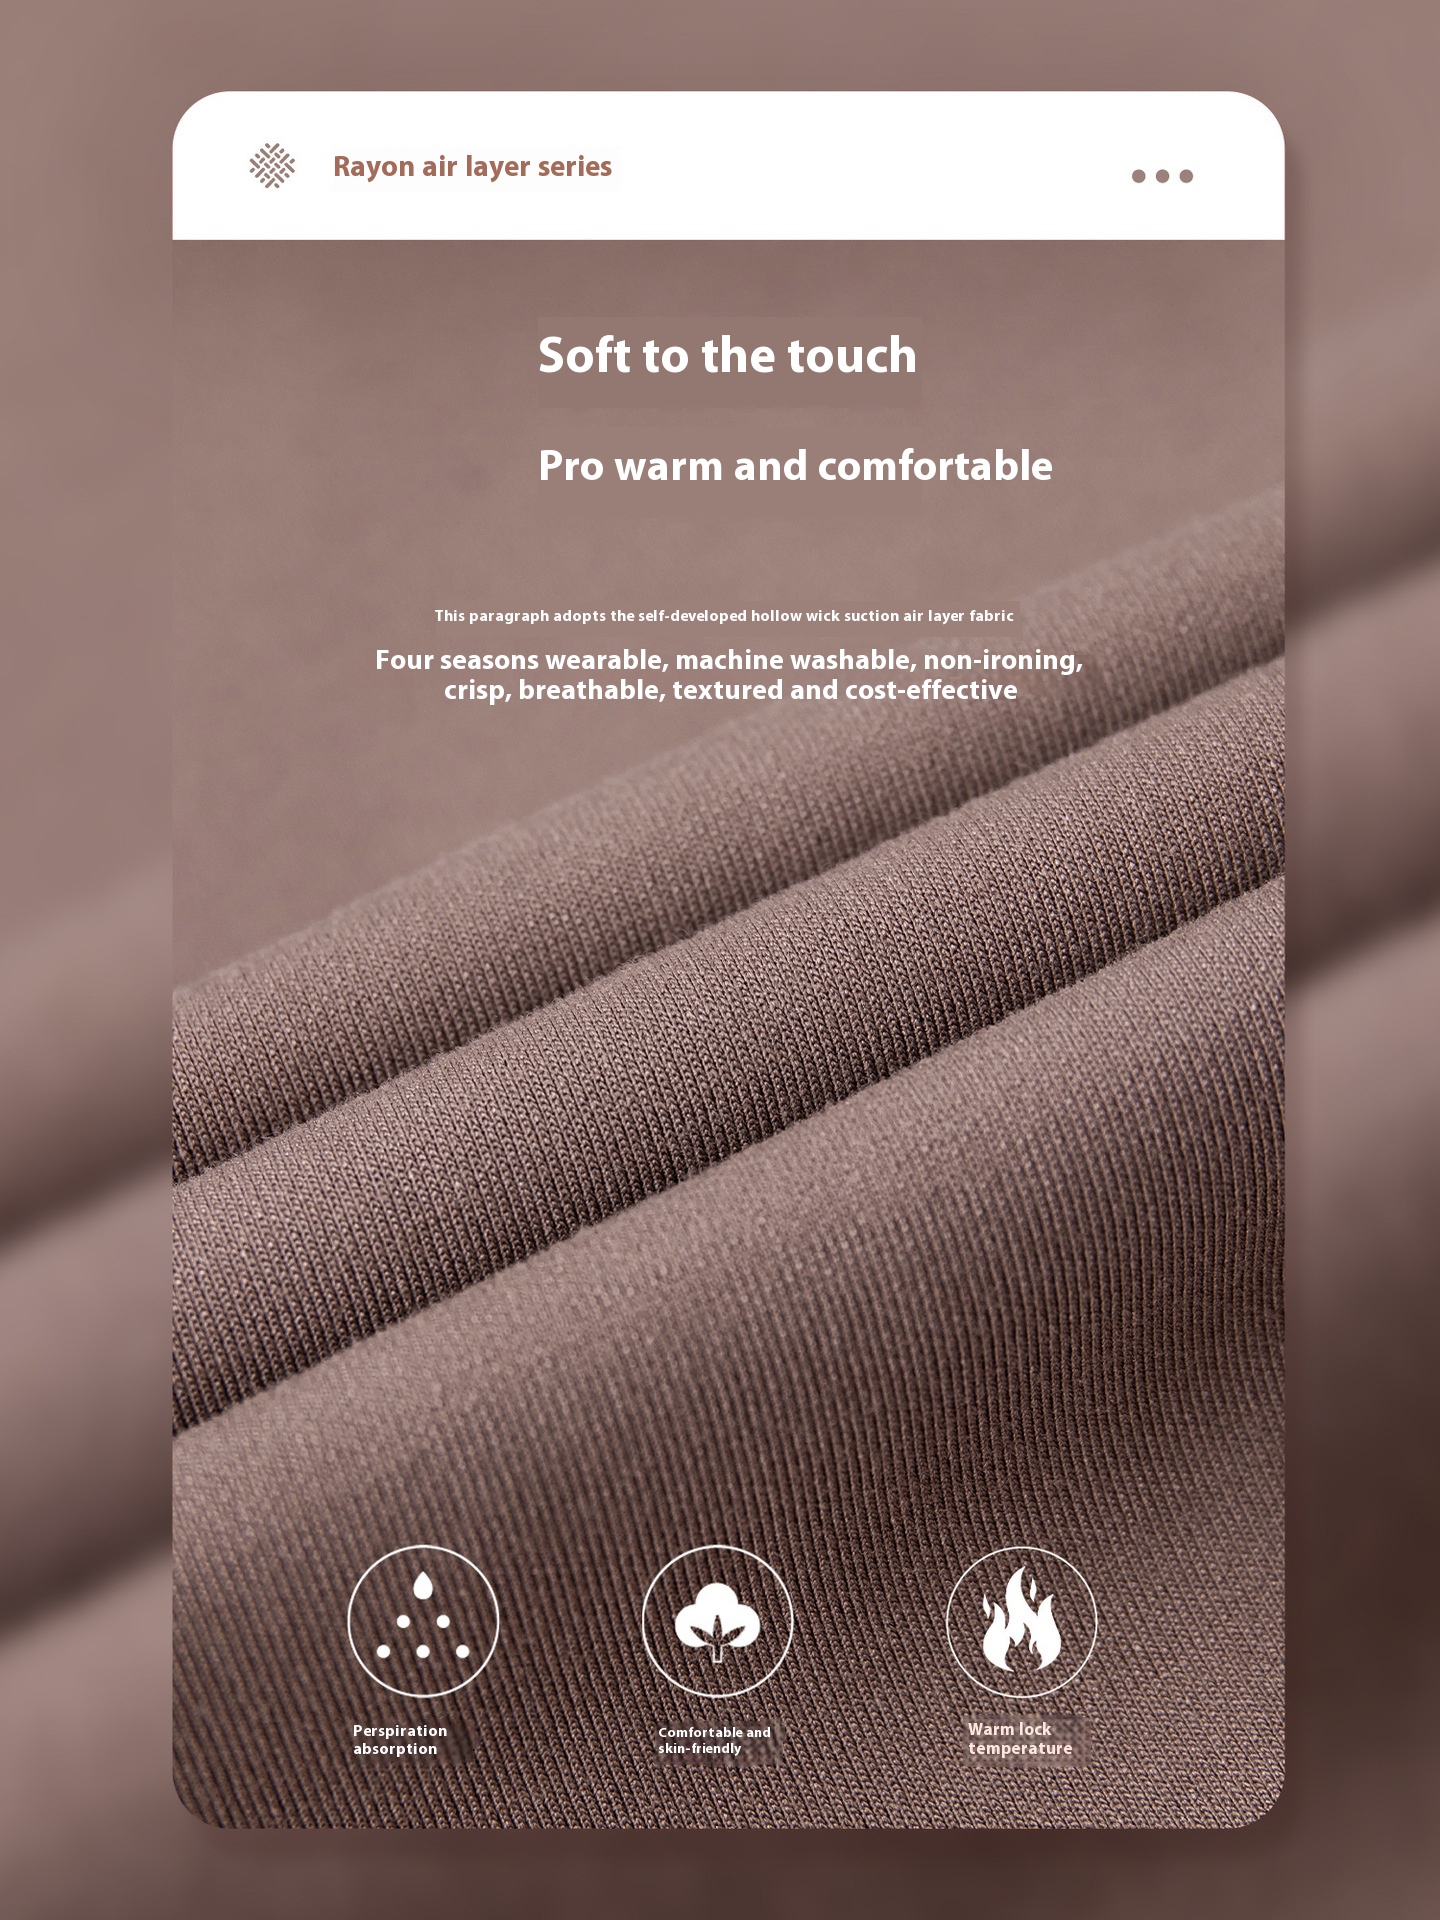 Rayon air layer series
Soft to the touch
Pro warm and comfortable
This paragraph adopts the self-developed hollow wick suction air layer fabric
Four seasons wearable, machine washable, non-ironing,
crisp, breathable, textured and cost-effective
Perspiration
absorption
Comfortable and
skin-friendly
Warm lock
temperature